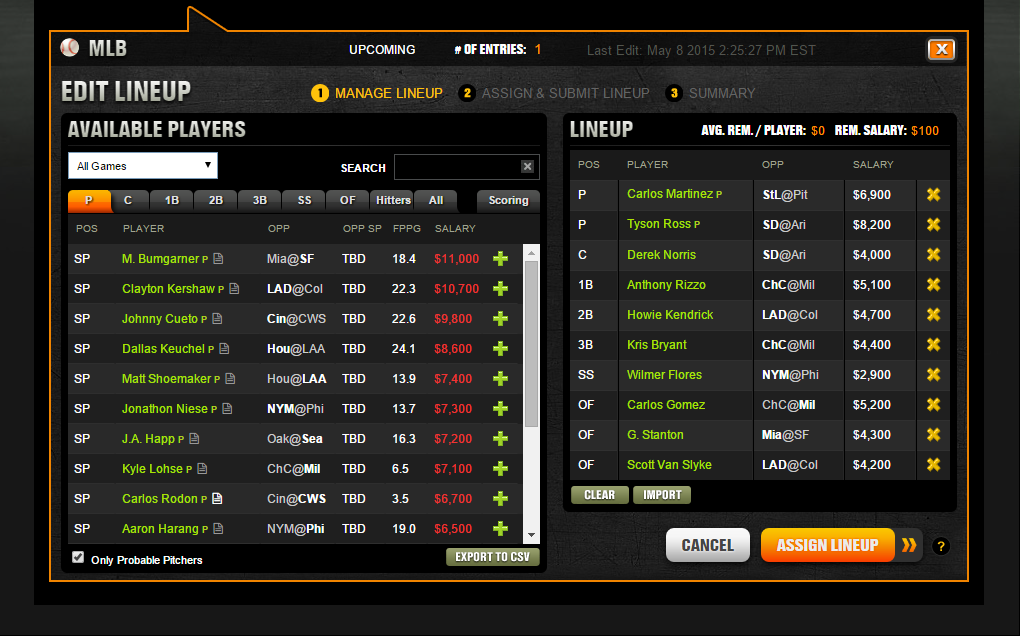 MLB UPCOMING # OF ENTRIES: 1 Last Edit: May 8 2015 2:25:27 PM EST X
EDIT LINEUP 1 MANAGE LINEUP 2 ASSIGN & SUBMIT LINEUP 3 SUMMARY
AVAILABLE PLAYERS
All Games SEARCH
P C 1B 2B 3B SS OF Hitters All Scoring
POS PLAYER OPP OPP SP FPPG SALARY
SP M. Bumgarner P Mia@SF TBD 18.4 $11,000
SP Clayton Kershaw P LAD@Col TBD 22.3 $10,700
SP Johnny Cueto P Cin@CWS TBD 22.6 $9,800
SP Dallas Keuchel P Hou@LAA TBD 24.1 $8,600
SP Matt Shoemaker P Hou@LAA TBD 13.9 $7,400
SP Jonathon Niese P NYM@Phi TBD 13.7 $7,300
SP J.A. Happ P Oak@Sea TBD 16.3 $7,200
SP Kyle Lohse P ChC@Mil TBD 6.5 $7,100
SP Carlos Rodon P Cin@CWS TBD 3.5 $6,700
SP Aaron Harang P NYM@Phi TBD 19.0 $6,500
Only Probable Pitchers EXPORT TO CSV
LINEUP AVG. REM. / PLAYER: $0 REM. SALARY: $100
POS PLAYER OPP SALARY
P Carlos Martinez P StL@Pit $6,900
P Tyson Ross P SD@Ari $8,200
C Derek Norris SD@Ari $4,000
1B Anthony Rizzo ChC@Mil $5,100
2B Howie Kendrick LAD@Col $4,700
3B Kris Bryant ChC@Mil $4,400
SS Wilmer Flores NYM@Phi $2,900
OF Carlos Gomez ChC@Mil $5,200
OF G. Stanton Mia@SF $4,300
OF Scott Van Slyke LAD@Col $4,200
CLEAR IMPORT
CANCEL ASSIGN LINEUP ?